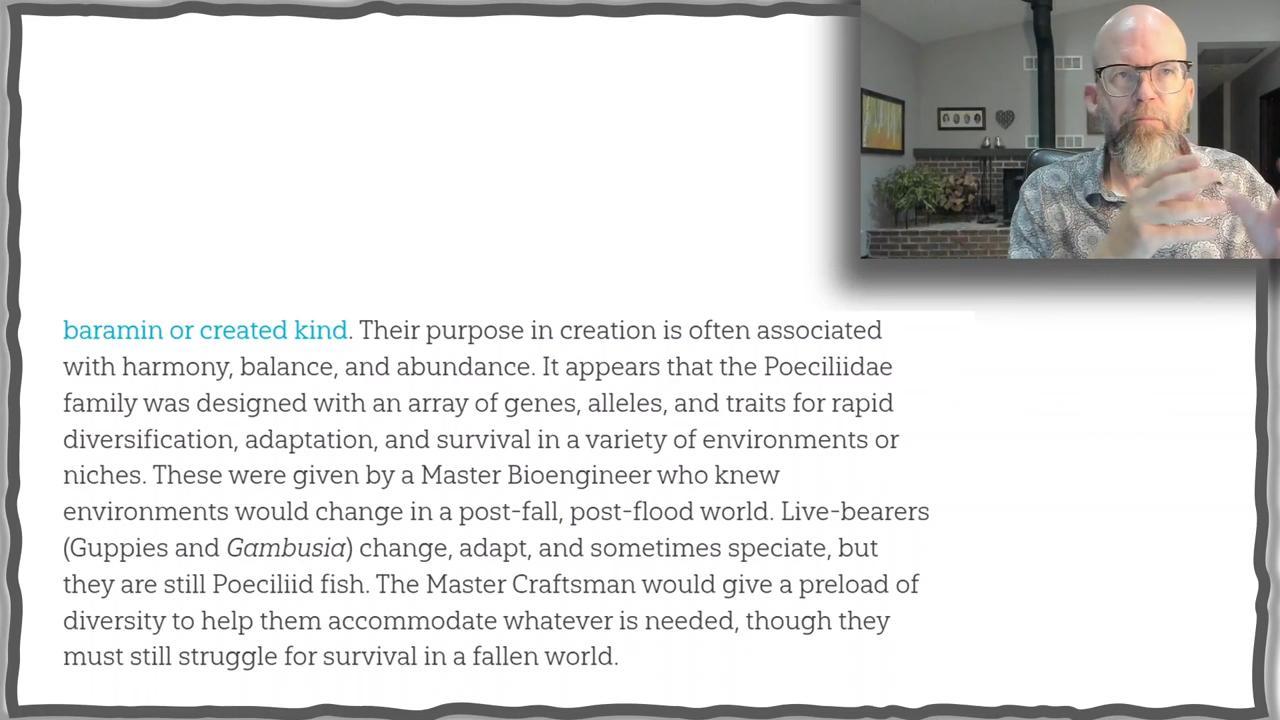 baramin or created kind. Their purpose in creation is often associated
with harmony, balance, and abundance. It appears that the Poeciliidae
family was designed with an array of genes, alleles, and traits for rapid
diversification, adaptation, and survival in a variety of environments or
niches. These were given by a Master Bioengineer who knew
environments would change in a post-fall, post-flood world. Live-bearers
(Guppies and Gambusia) change, adapt, and sometimes speciate, but
they are still Poeciliid fish. The Master Craftsman would give a preload of
diversity to help them accommodate whatever is needed, though they
must still struggle for survival in a fallen world.